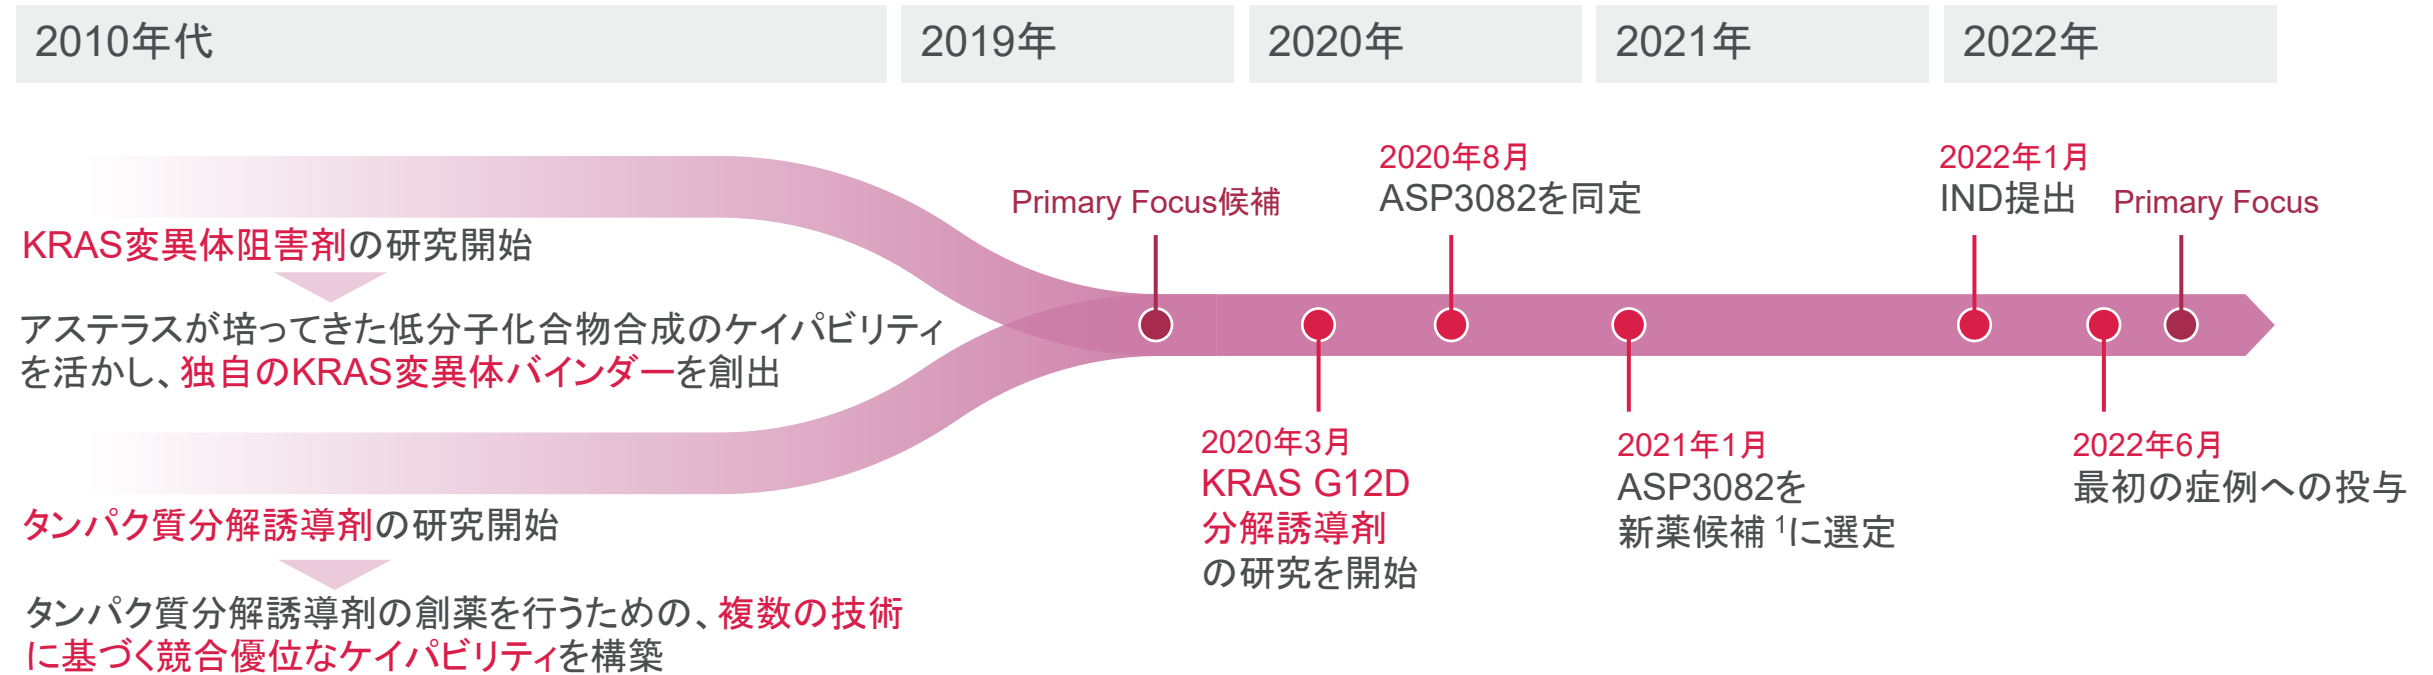 2010年代
2019年
2020年
2021年
2022年
KRAS変異体阻害剤の研究開始
アステラスが培ってきた低分子化合物合成のケイパビリティ
を活かし、独自のKRAS変異体バインダーを創出
タンパク質分解誘導剤の研究開始
タンパク質分解誘導剤の創薬を行うための、複数の技術
に基づく競合優位なケイパビリティを構築
Primary Focus候補
2020年3月
KRAS G12D
分解誘導剤
の研究を開始
2020年8月
ASP3082を同定
2021年1月
ASP3082を
新薬候補 1に選定
2022年1月
IND提出
2022年6月
最初の症例への投与
Primary Focus